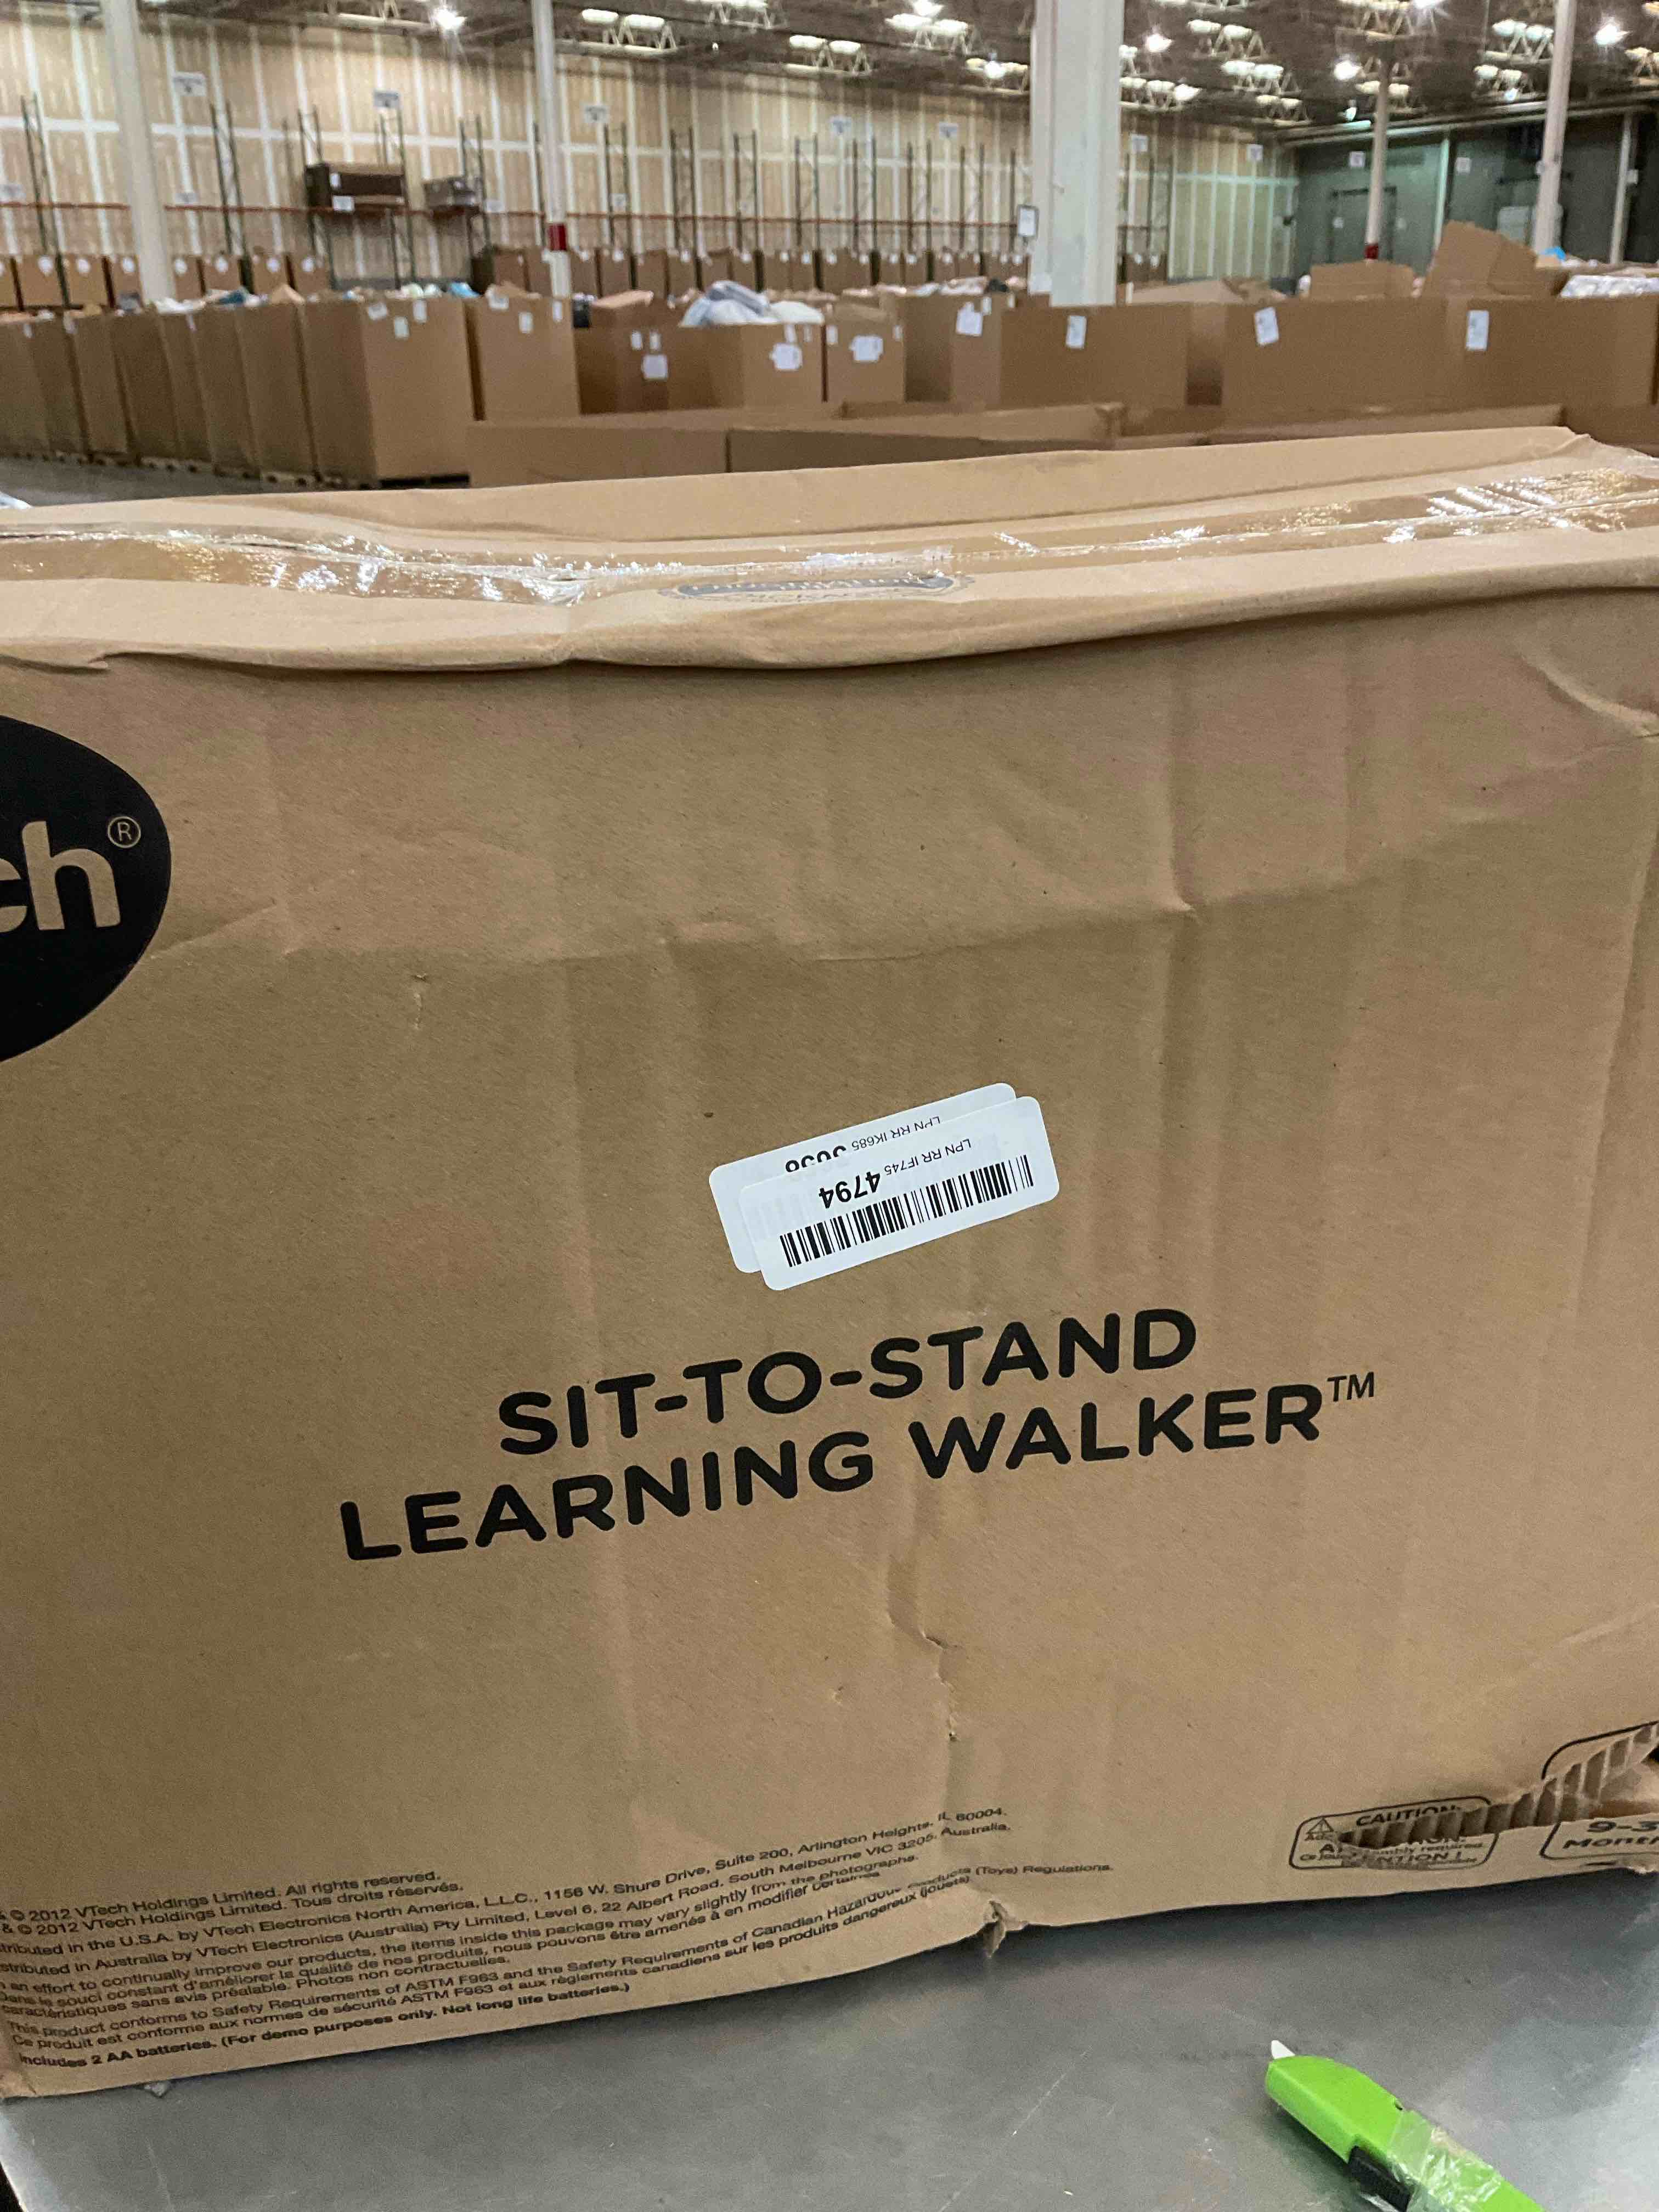 ch®
LPN RR IK685
LPN RR IF745 4794
SIT-TO-STAND
LEARNING WALKER™
& © 2012 VTech Holdings Limited. All rights reserved.
& © 2012 VTech Holdings Limited. Tous droits réservés.
tributed in the U.S.A. by VTech Electronics North America, L.L.C., 1156 W. Shure Drive, Suite 200, Arlington Heights. IL 60004.
stributed in Australia by VTech Electronics (Australia) Pty Limited, Level 6, 22 Albert Road. South Melbourne VIC 3205. Australia.
an effort to continually improve our products, the items inside this package may vary slightly from the photographs.
Dans le souci constant d'améliorer la qualité de nos produits, nous pouvons être amenés à en modifier certaines
caractéristiques sans avis préalable. Photos non contractuelles.
This product conforms to Safety Requirements of ASTM F963 and the Safety Requirements of Canadian Hazardous Products (Toys) Regulations.
Ce produit est conforme aux normes de sécurité ASTM F963 et aux règlements canadiens sur les produits dangereux (jouets)
Includes 2 AA batteries. (For demo purposes only. Not long life batteries.)
CAUTION:
required.
9-3
Mont